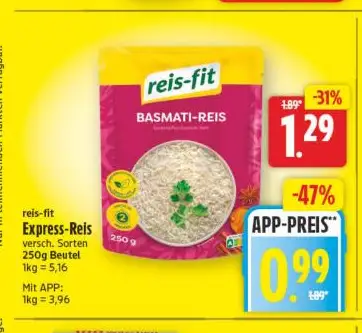 reis-fit
BASMATI-REIS
250 g
2
1.89*
-31%
1.29
-47%
APP-PREIS**
0.99
1.89*
reis-fit
Express-Reis
versch. Sorten
250g Beutel
1kg = 5,16
Mit APP:
1kg = 3,96